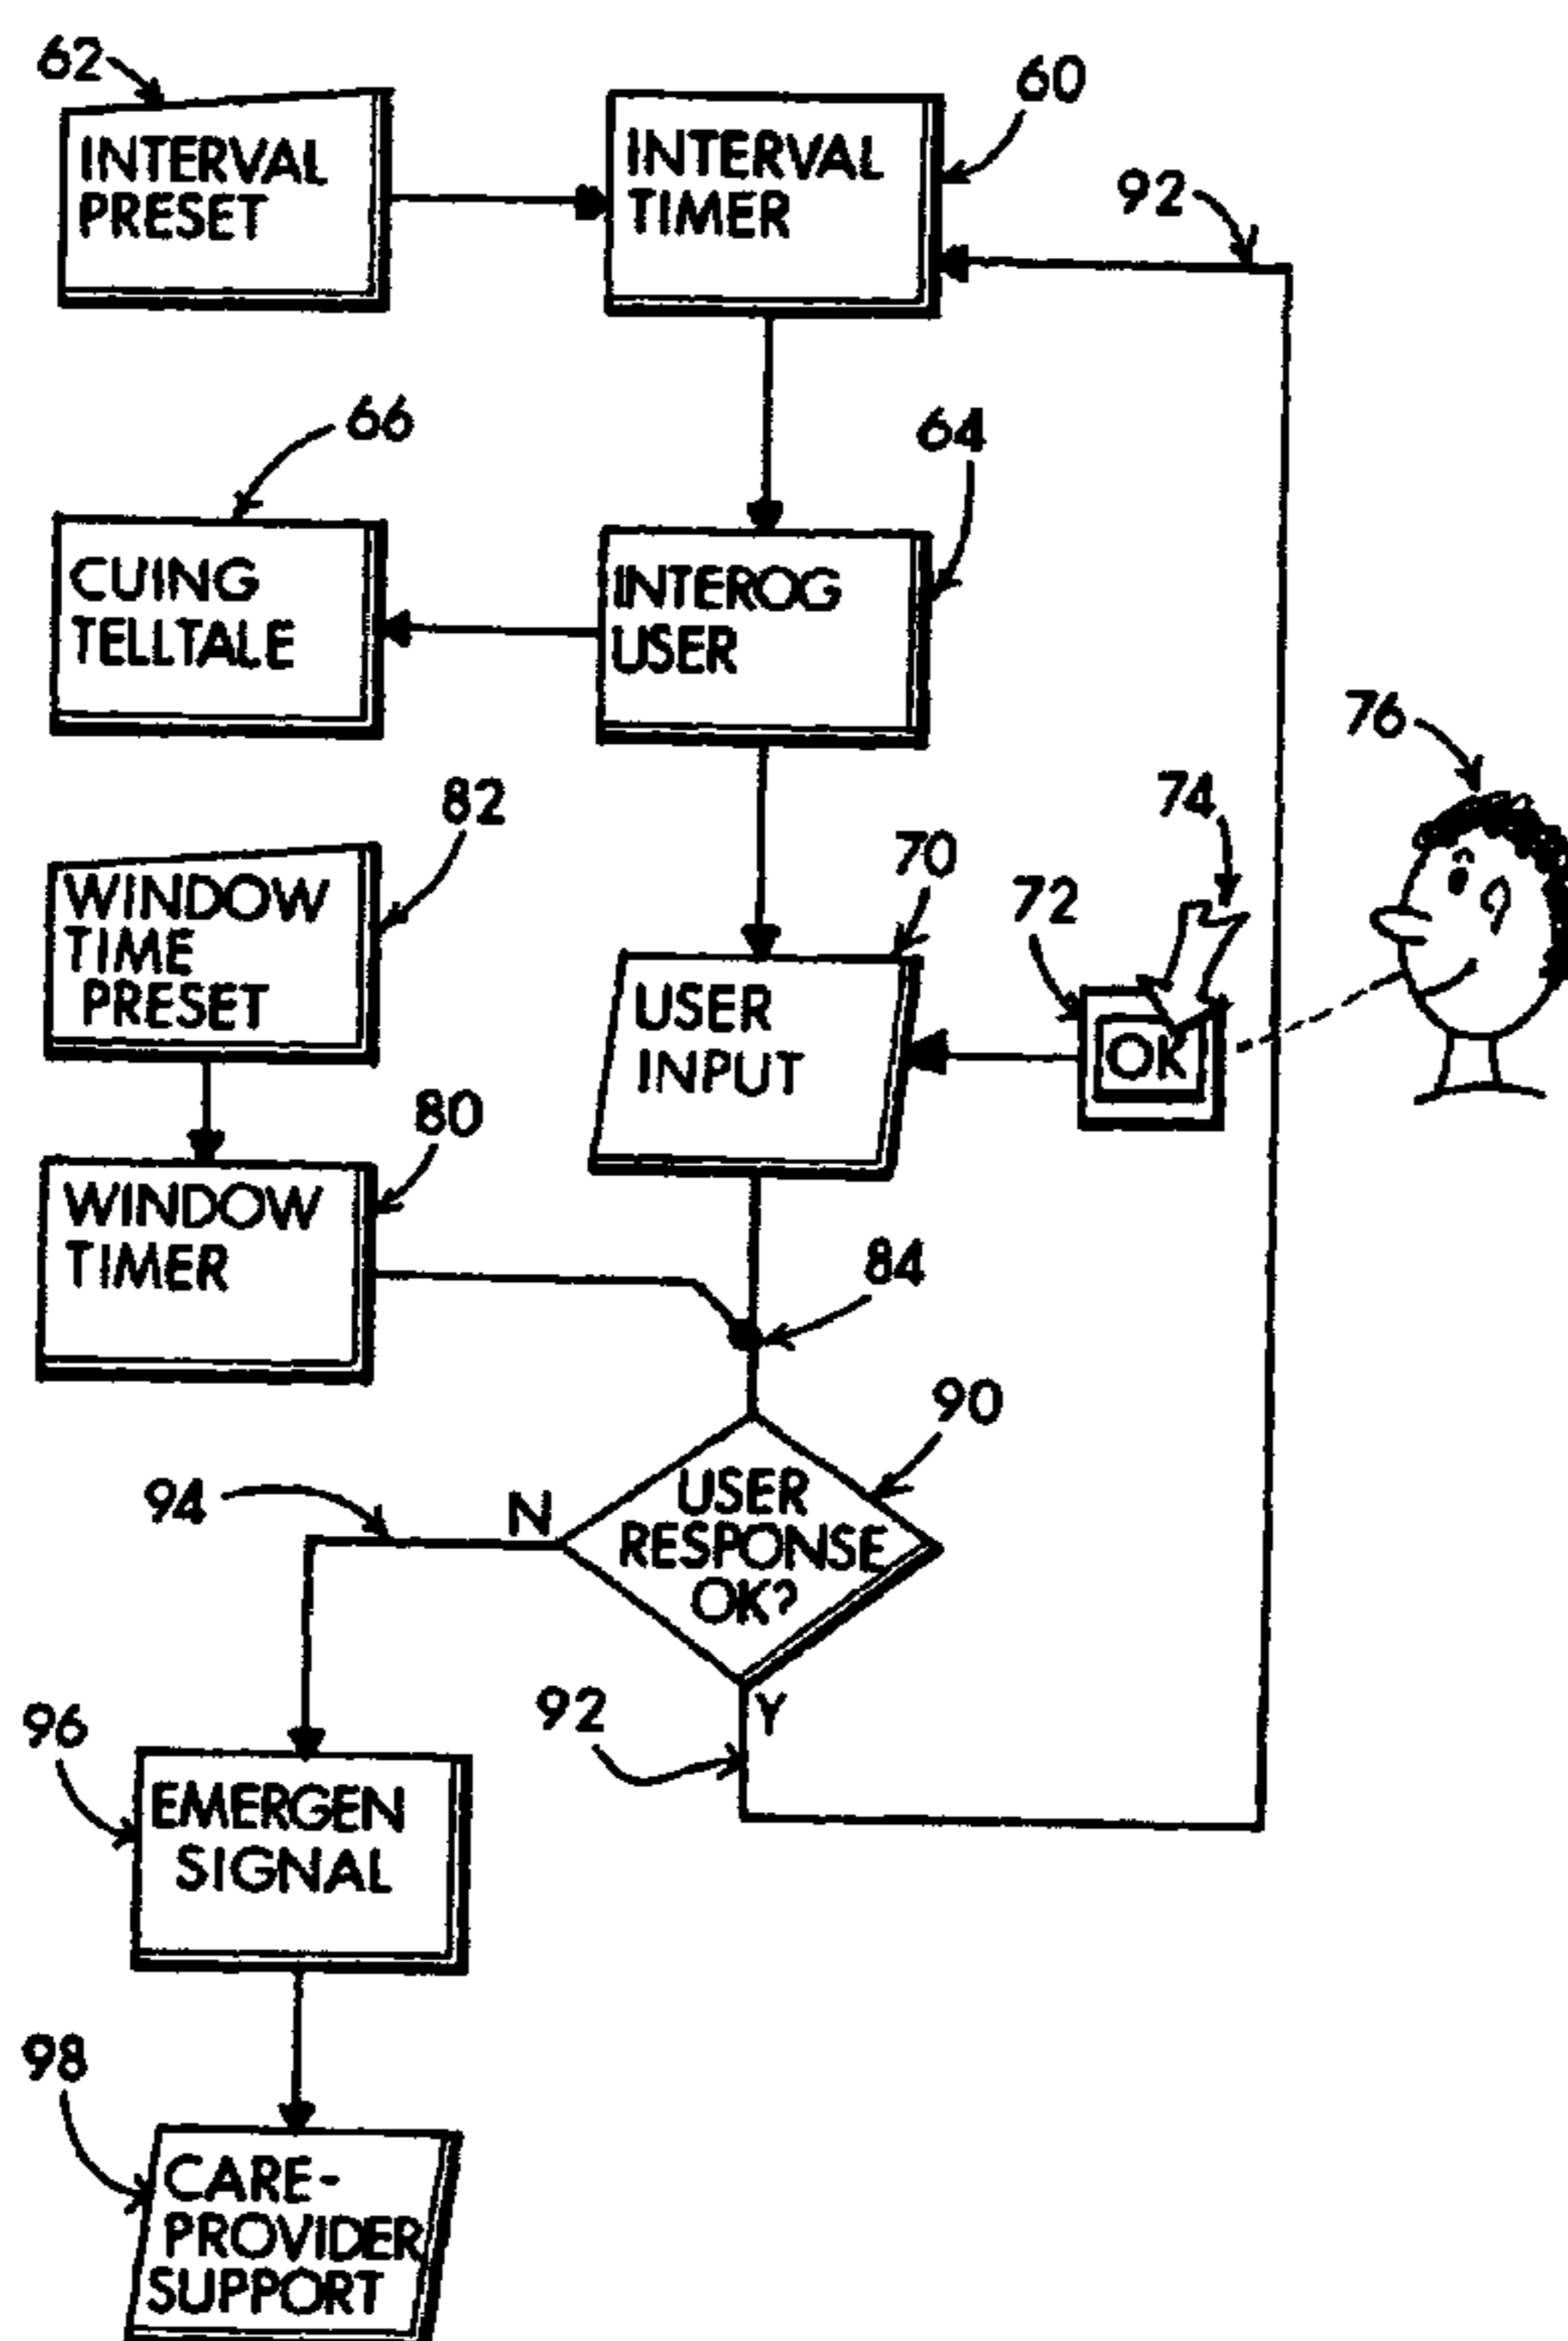 62
60
INTERVAL
PRESET
INTERVAL
TIMER
92
66
64
CUING
TELLTALE
INTEROG
USER
76
82
74
70
72
WINDOW
TIME
PRESET
USER
INPUT
OK
80
WINDOW
TIMER
84
90
94
N
USER
RESPONSE
OK?
92
Y
96
EMERGEN
SIGNAL
98
CARE-
PROVIDER
SUPPORT